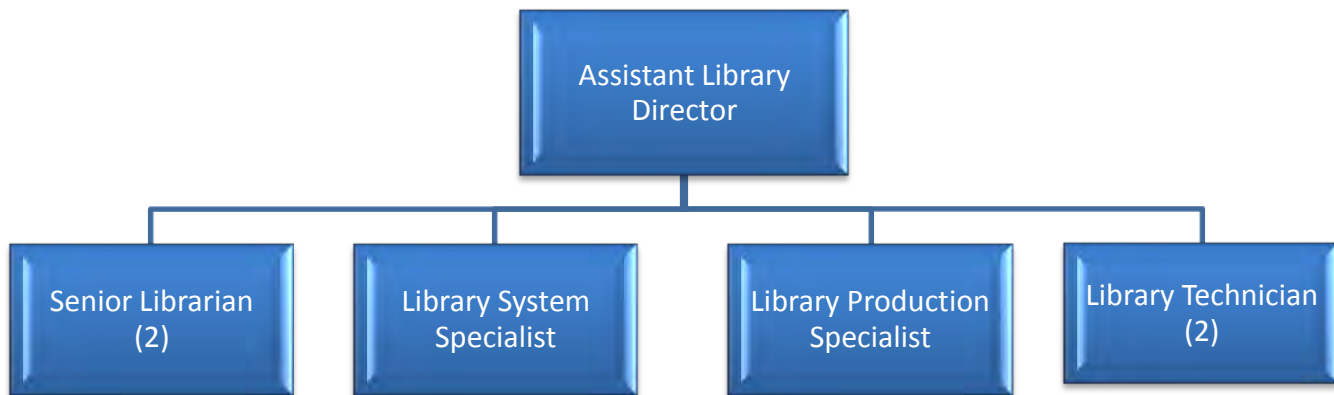 Assistant Library
Director
Senior Librarian
(2)
Library System
Specialist
Library Production
Specialist
Library Technician
(2)